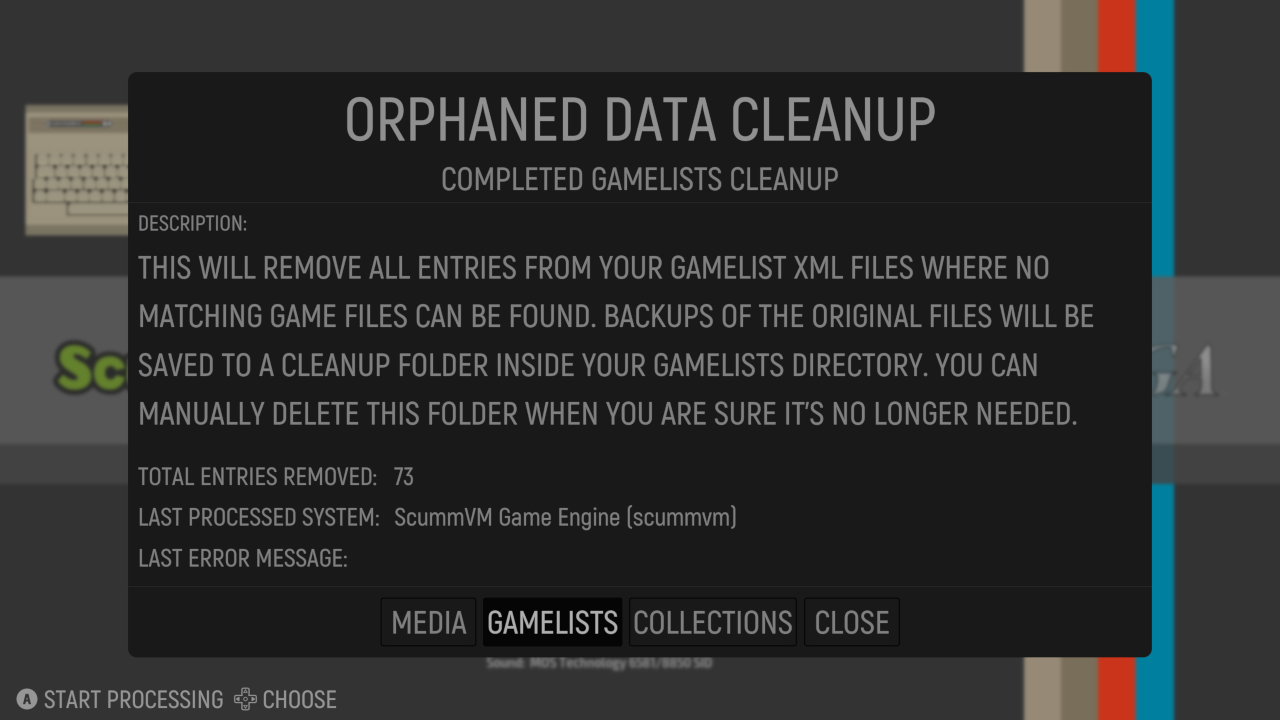 ORPHANED DATA CLEANUP
COMPLETED GAMELISTS CLEANUP
DESCRIPTION:
THIS WILL REMOVE ALL ENTRIES FROM YOUR GAMELIST XML FILES WHERE NO
MATCHING GAME FILES CAN BE FOUND. BACKUPS OF THE ORIGINAL FILES WILL BE
SAVED TO A CLEANUP FOLDER INSIDE YOUR GAMELISTS DIRECTORY. YOU CAN
MANUALLY DELETE THIS FOLDER WHEN YOU ARE SURE IT'S NO LONGER NEEDED.
TOTAL ENTRIES REMOVED: 73
LAST PROCESSED SYSTEM: ScummVM Game Engine (scummvm)
LAST ERROR MESSAGE:
MEDIA GAMELISTS COLLECTIONS CLOSE
Sound: MOS Technology 6581/8850 SID
A START PROCESSING CHOOSE